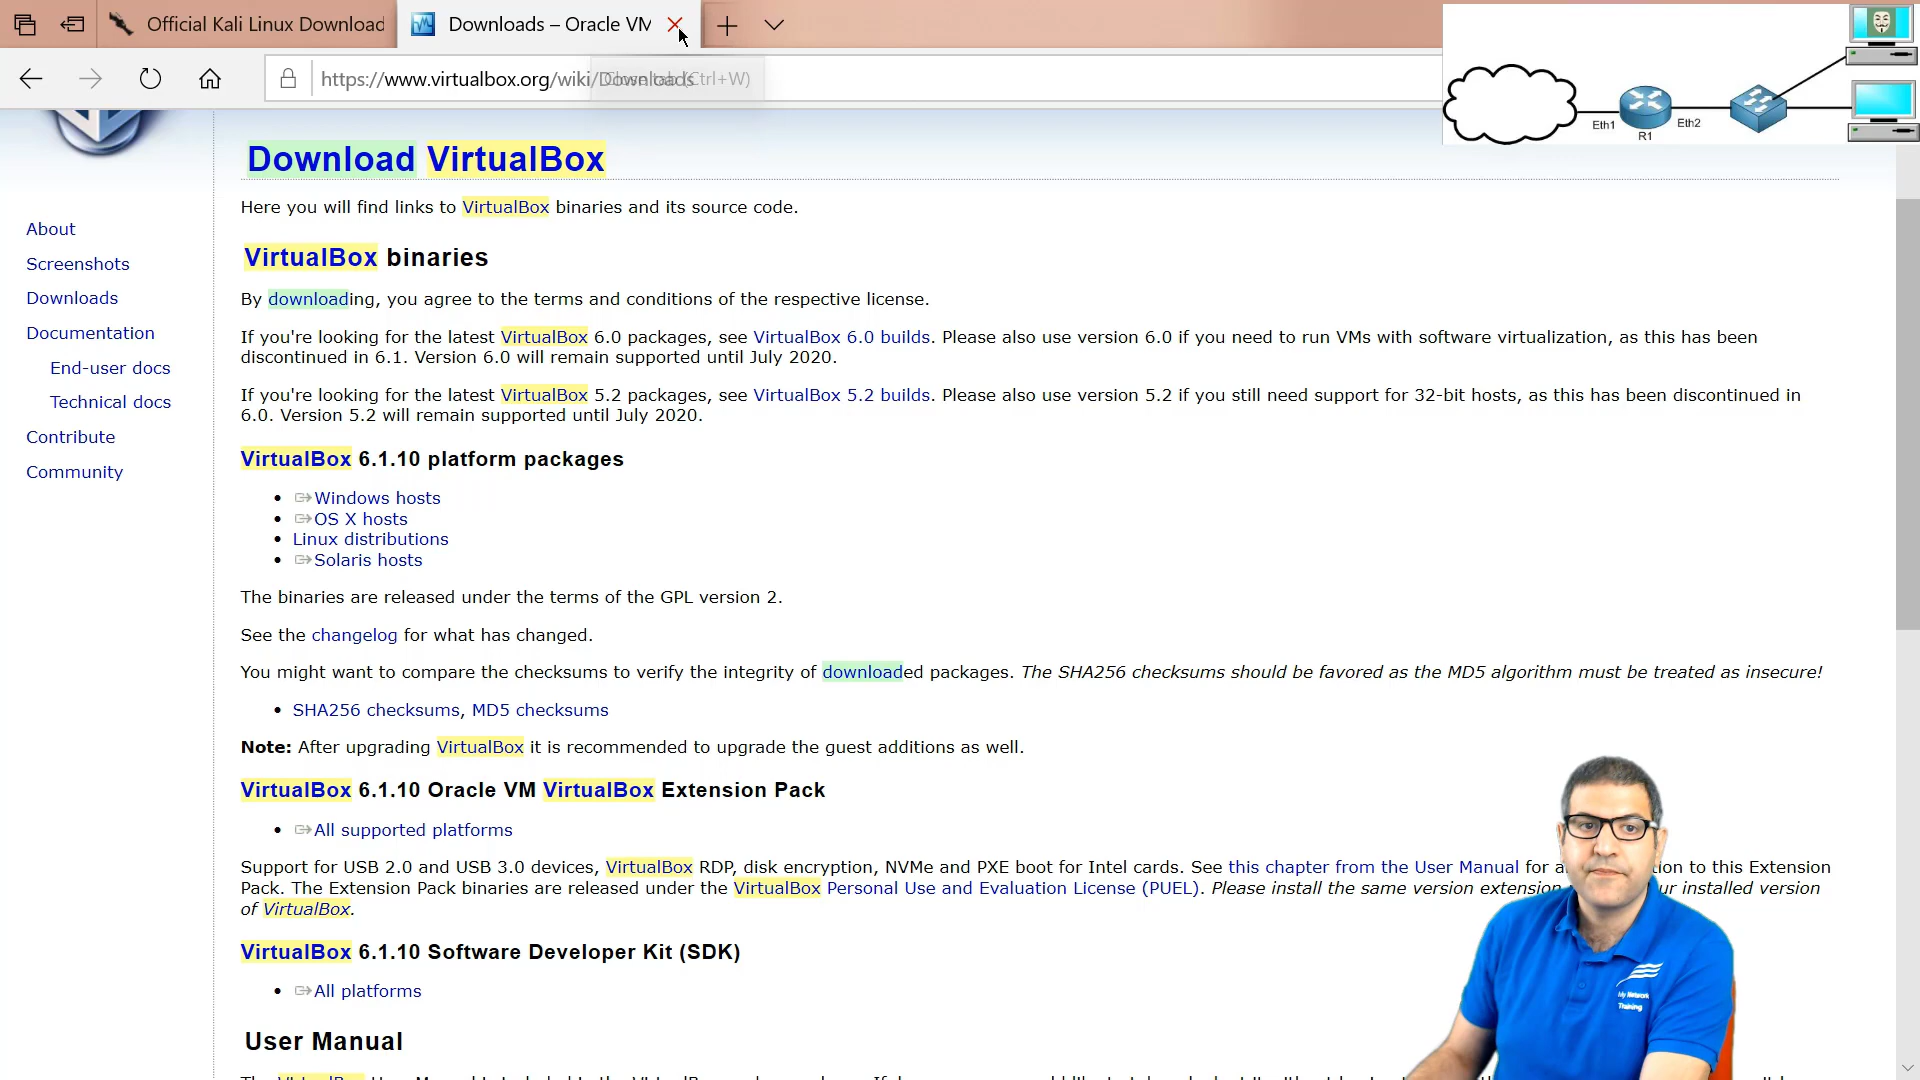 Official Kali Linux Download
Downloads – Oracle VM
https://www.virtualbox.org/wiki/Downloads
Close tab (Ctrl+W)
Eth1
R1
Eth2
Download VirtualBox
Here you will find links to VirtualBox binaries and its source code.
About
Screenshots
Downloads
Documentation
End-user docs
Technical docs
Contribute
Community
VirtualBox binaries
By downloading, you agree to the terms and conditions of the respective license.
If you're looking for the latest VirtualBox 6.0 packages, see VirtualBox 6.0 builds. Please also use version 6.0 if you need to run VMs with software virtualization, as this has been
discontinued in 6.1. Version 6.0 will remain supported until July 2020.
If you're looking for the latest VirtualBox 5.2 packages, see VirtualBox 5.2 builds. Please also use version 5.2 if you still need support for 32-bit hosts, as this has been discontinued in
6.0. Version 5.2 will remain supported until July 2020.
VirtualBox 6.1.10 platform packages
Windows hosts
OS X hosts
Linux distributions
Solaris hosts
The binaries are released under the terms of the GPL version 2.
See the changelog for what has changed.
You might want to compare the checksums to verify the integrity of downloaded packages. The SHA256 checksums should be favored as the MD5 algorithm must be treated as insecure!
SHA256 checksums, MD5 checksums
Note: After upgrading VirtualBox it is recommended to upgrade the guest additions as well.
VirtualBox 6.1.10 Oracle VM VirtualBox Extension Pack
All supported platforms
Support for USB 2.0 and USB 3.0 devices, VirtualBox RDP, disk encryption, NVMe and PXE boot for Intel cards. See this chapter from the User Manual for tion to this Extension
Pack. The Extension Pack binaries are released under the VirtualBox Personal Use and Evaluation License (PUEL). Please install the same version extension ur installed version
of VirtualBox.
VirtualBox 6.1.10 Software Developer Kit (SDK)
All platforms
User Manual
My Network
Training